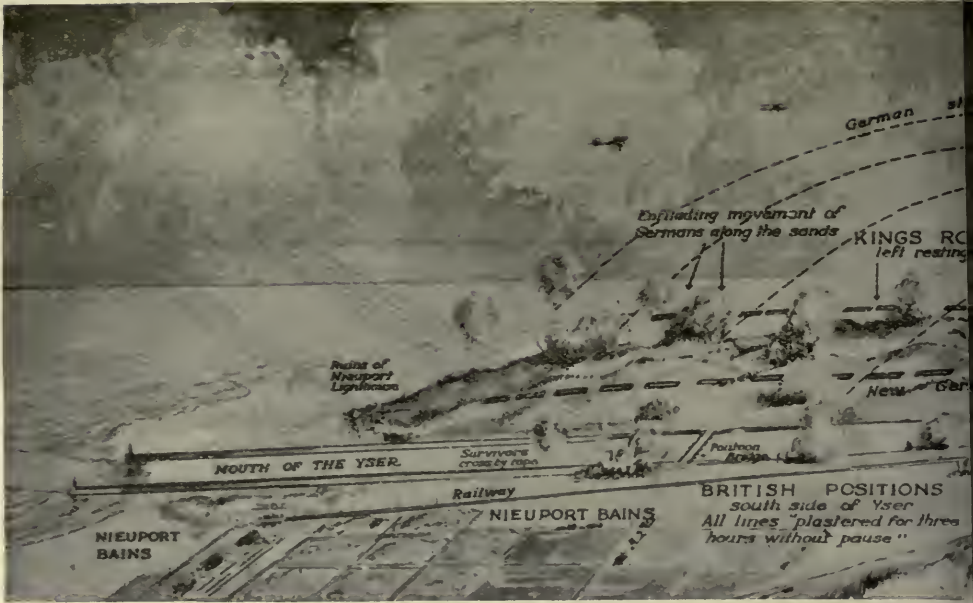 German
Enfilading movement of
Germans along the sands
KINGS RO
left resting
Ruins of
Nieuport
Lighthouse
New Ger
MOUTH OF THE YSER
Survivors
cross by rope
Pontoon
Bridge
Railway
BRITISH POSITIONS
south side of Yser
All lines "plastered for three
hours without pause"
NIEUPORT BAINS
NIEUPORT
BAINS